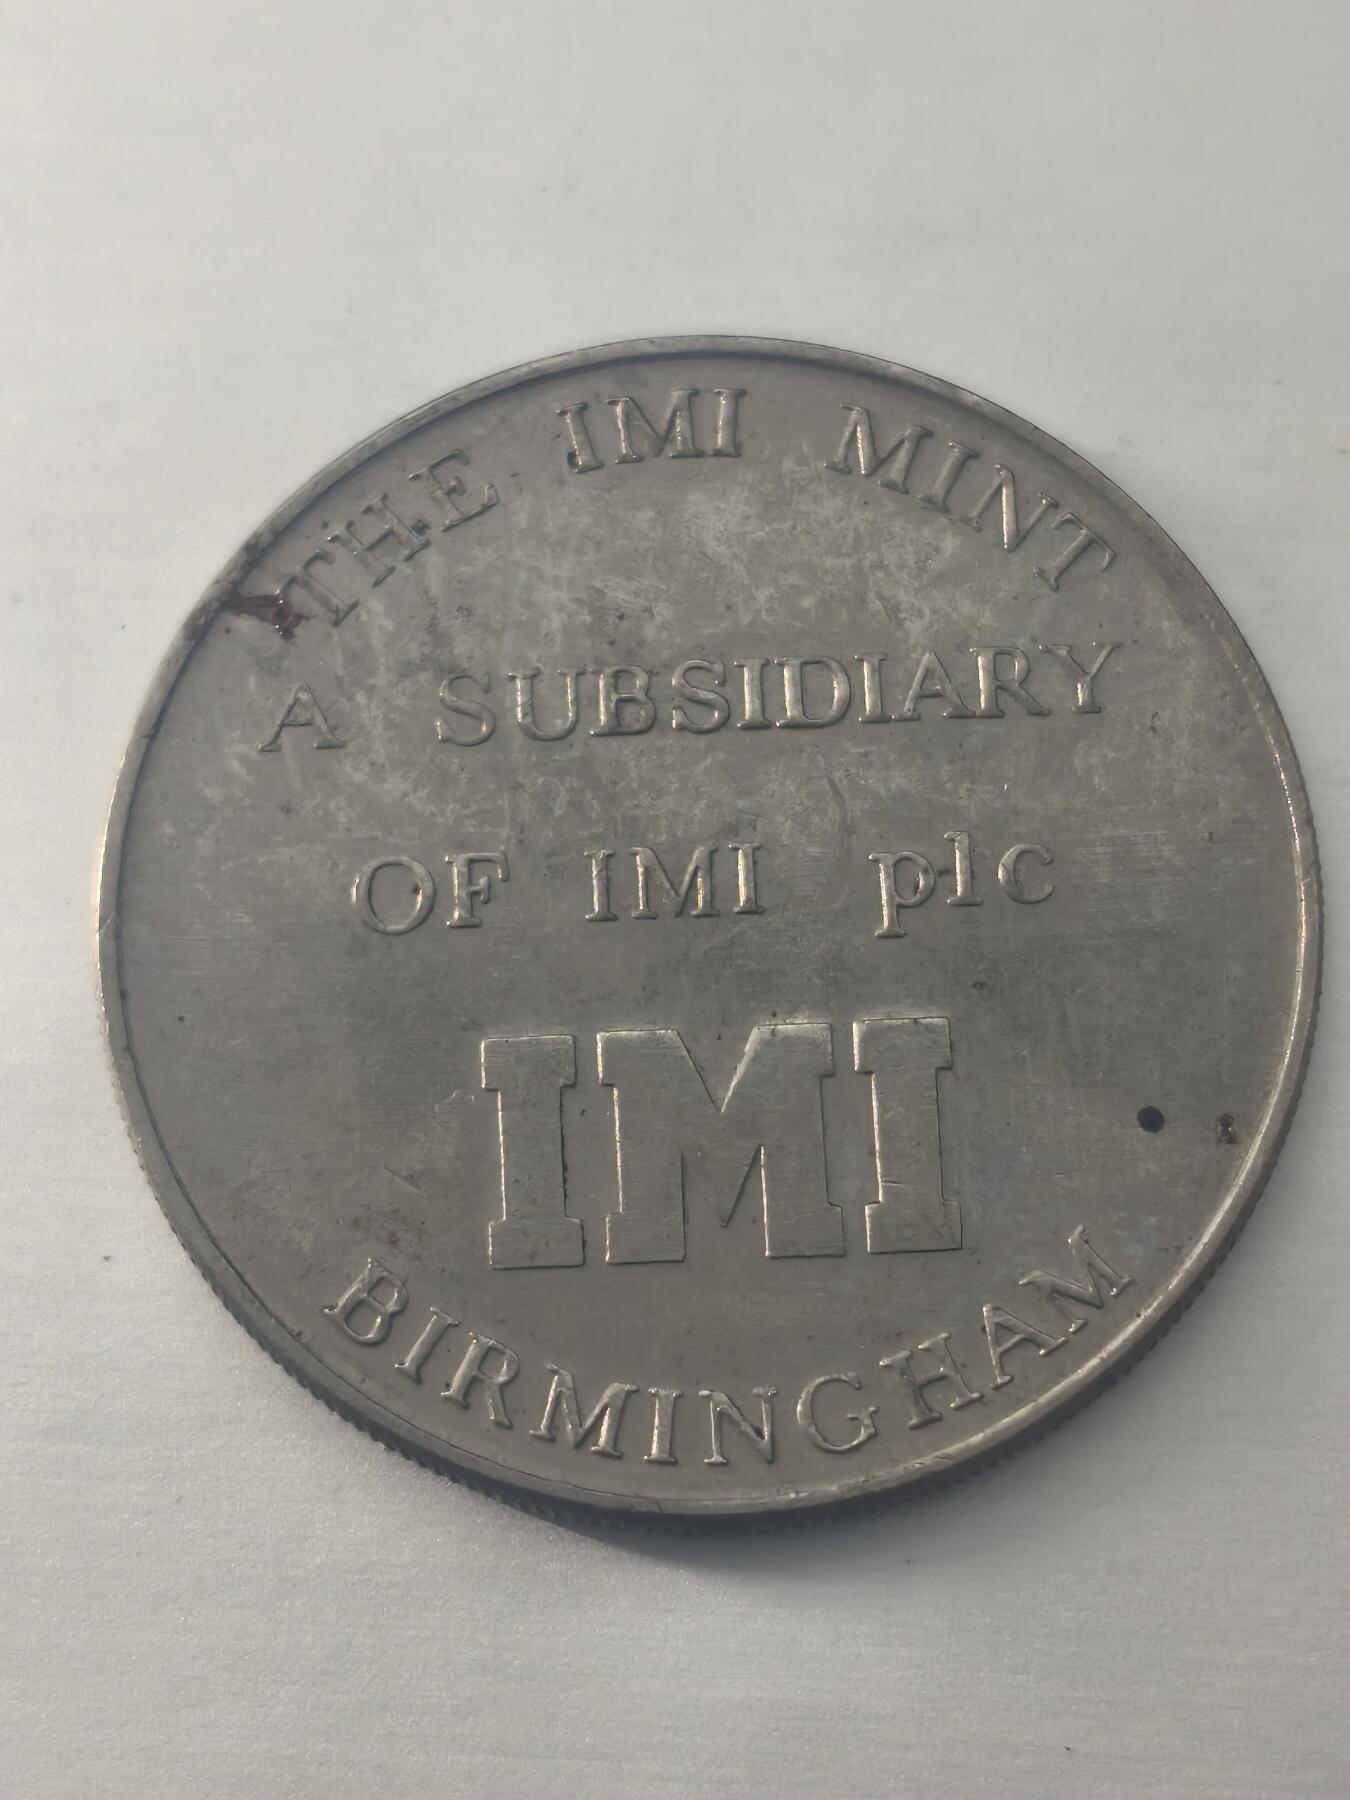 THE IMI MINT
A SUBSIDIARY
OF IMI plc
IMI
BIRMINGHAM